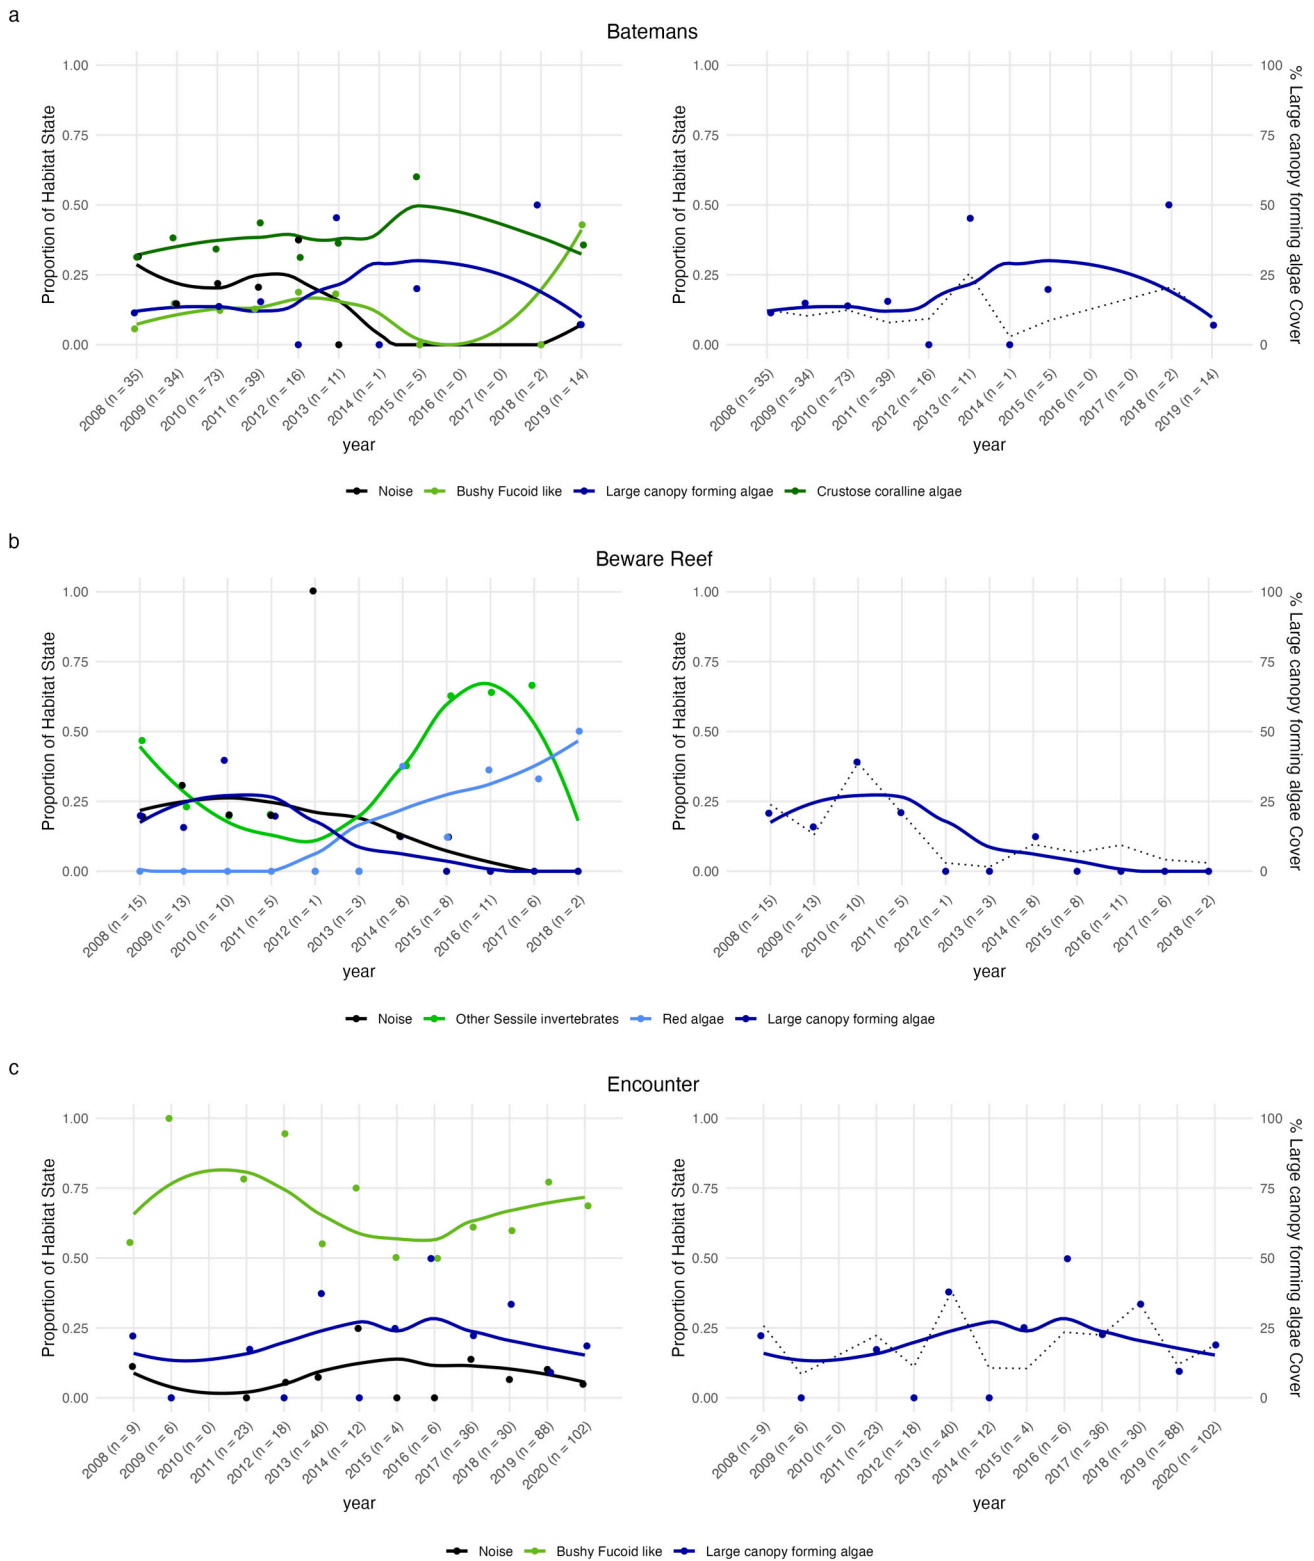 a
Batemans
Proportion of Habitat State
1.00
0.75
0.50
0.25
0.00
2008 (n = 35)
2009 (n = 34)
2010 (n = 73)
2011 (n = 39)
2012 (n = 16)
2013 (n = 11)
2014 (n = 1)
2015 (n = 5)
2016 (n = 0)
2017 (n = 0)
2018 (n = 2)
2019 (n = 14)
year
Proportion of Habitat State
1.00
0.75
0.50
0.25
0.00
100
75
50
25
0
% Large canopy forming algae Cover
2008 (n = 35)
2009 (n = 34)
2010 (n = 73)
2011 (n = 39)
2012 (n = 16)
2013 (n = 11)
2014 (n = 1)
2015 (n = 5)
2016 (n = 0)
2017 (n = 0)
2018 (n = 2)
2019 (n = 14)
year
Noise Bushy Fucoid like Large canopy forming algae Crustose coralline algae
b
Beware Reef
Proportion of Habitat State
1.00
0.75
0.50
0.25
0.00
2008 (n = 15)
2009 (n = 13)
2010 (n = 10)
2011 (n = 5)
2012 (n = 1)
2013 (n = 3)
2014 (n = 8)
2015 (n = 8)
2016 (n = 11)
2017 (n = 6)
2018 (n = 2)
year
Proportion of Habitat State
1.00
0.75
0.50
0.25
0.00
100
75
50
25
0
% Large canopy forming algae Cover
2008 (n = 15)
2009 (n = 13)
2010 (n = 10)
2011 (n = 5)
2012 (n = 1)
2013 (n = 3)
2014 (n = 8)
2015 (n = 8)
2016 (n = 11)
2017 (n = 6)
2018 (n = 2)
year
Noise Other Sessile invertebrates Red algae Large canopy forming algae
c
Encounter
Proportion of Habitat State
1.00
0.75
0.50
0.25
0.00
2008 (n = 9)
2009 (n = 6)
2010 (n = 0)
2011 (n = 23)
2012 (n = 18)
2013 (n = 40)
2014 (n = 12)
2015 (n = 4)
2016 (n = 6)
2017 (n = 36)
2018 (n = 30)
2019 (n = 88)
2020 (n = 102)
year
Proportion of Habitat State
1.00
0.75
0.50
0.25
0.00
100
75
50
25
0
% Large canopy forming algae Cover
2008 (n = 9)
2009 (n = 6)
2010 (n = 0)
2011 (n = 23)
2012 (n = 18)
2013 (n = 40)
2014 (n = 12)
2015 (n = 4)
2016 (n = 6)
2017 (n = 36)
2018 (n = 30)
2019 (n = 88)
2020 (n = 102)
year
Noise Bushy Fucoid like Large canopy forming algae